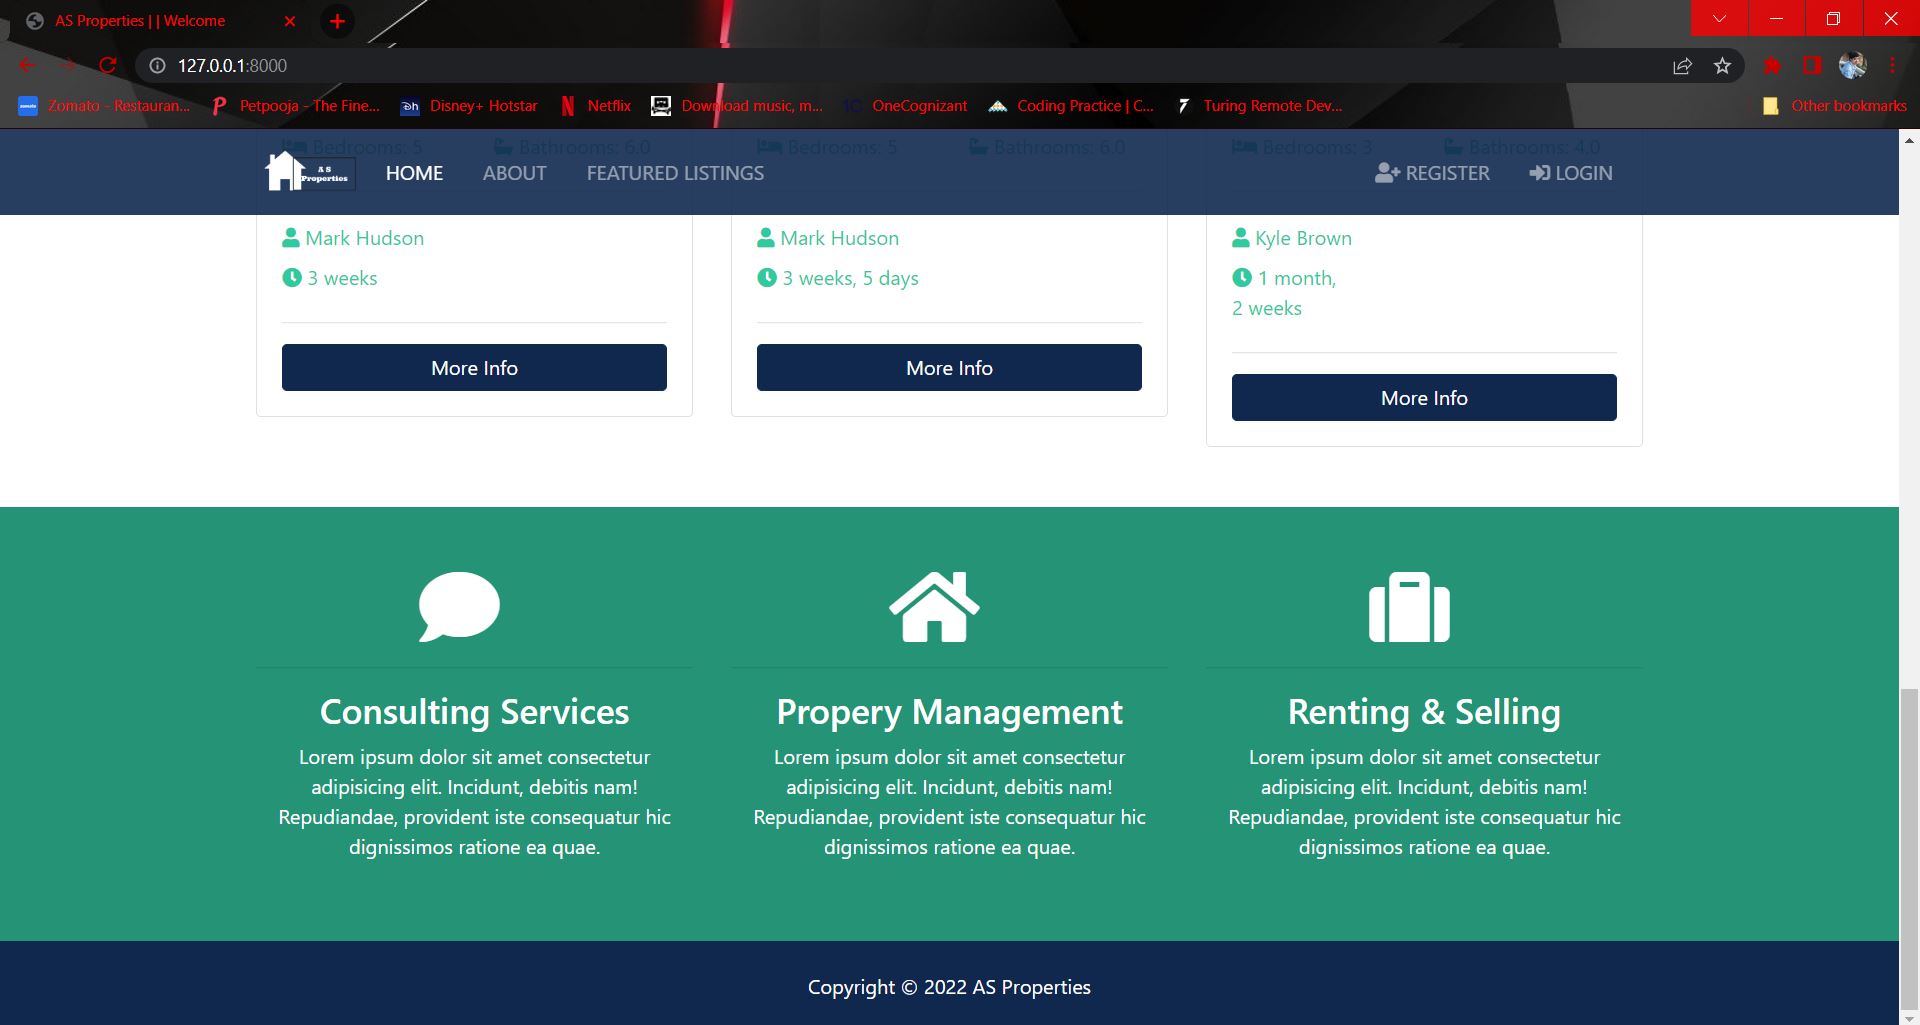 AS Properties | | Welcome
127.0.0.1:8000
zomato Zomato - Restauran... Petpooja - The Fine... Disney+ Hotstar Netflix Download music, m... 1C OneCognizant Coding Practice | C... Turing Remote Dev... Other bookmarks
Bedrooms: 5 Bathrooms: 6.0 Bedrooms: 5 Bathrooms: 6.0 Bedrooms: 3 Bathrooms: 4.0
A S
Properties
HOME ABOUT FEATURED LISTINGS REGISTER LOGIN
Mark Hudson
3 weeks
More Info
Mark Hudson
3 weeks, 5 days
More Info
Kyle Brown
1 month,
2 weeks
More Info
Consulting Services
Lorem ipsum dolor sit amet consectetur
adipisicing elit. Incidunt, debitis nam!
Repudiandae, provident iste consequatur hic
dignissimos ratione ea quae.
Propery Management
Lorem ipsum dolor sit amet consectetur
adipisicing elit. Incidunt, debitis nam!
Repudiandae, provident iste consequatur hic
dignissimos ratione ea quae.
Renting & Selling
Lorem ipsum dolor sit amet consectetur
adipisicing elit. Incidunt, debitis nam!
Repudiandae, provident iste consequatur hic
dignissimos ratione ea quae.
Copyright © 2022 AS Properties